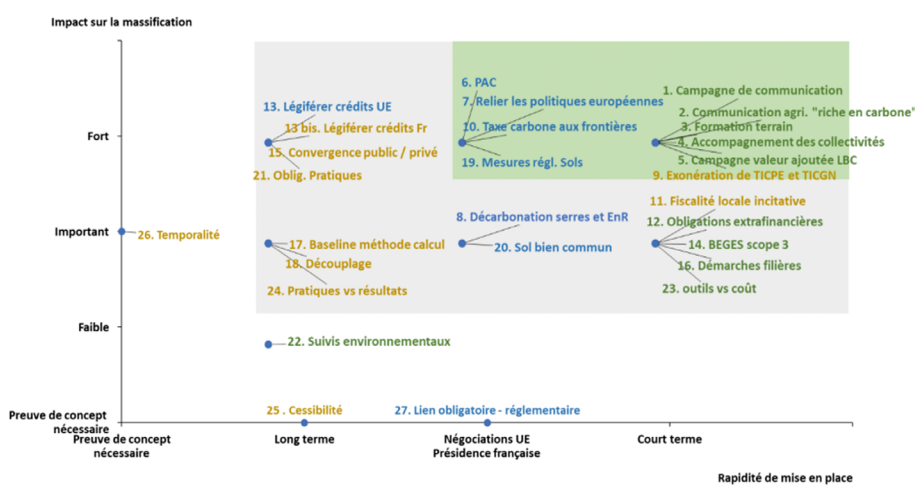 Impact sur la massification
6. PAC
1. Campagne de communication
13. Légiférer crédits UE
7. Relier les politiques européennes
2. Communication agri. "riche en carbone"
13 bis. Légiférer crédits Fr
10. Taxe carbone aux frontières
3. Formation terrain
Fort
4. Accompagnement des collectivités
15. Convergence public / privé
19. Mesures régl. Sols
5. Campagne valeur ajoutée LBC
21. Oblig. Pratiques
9. Exonération de TICPE et TICGN
11. Fiscalité locale incitative
8. Décarbonation serres et EnR
12. Obligations extrafinancières
Important
26. Temporalité
17. Baseline méthode calcul
20. Sol bien commun
14. BEGES scope 3
18. Découplage
16. Démarches filières
24. Pratiques vs résultats
23. outils vs coût
Faible
22. Suivis environnementaux
25 . Cessibilité
27. Lien obligatoire - réglementaire
Preuve de concept
nécessaire
Preuve de concept
nécessaire
Long terme
Négociations UE
Présidence française
Court terme
Rapidité de mise en place